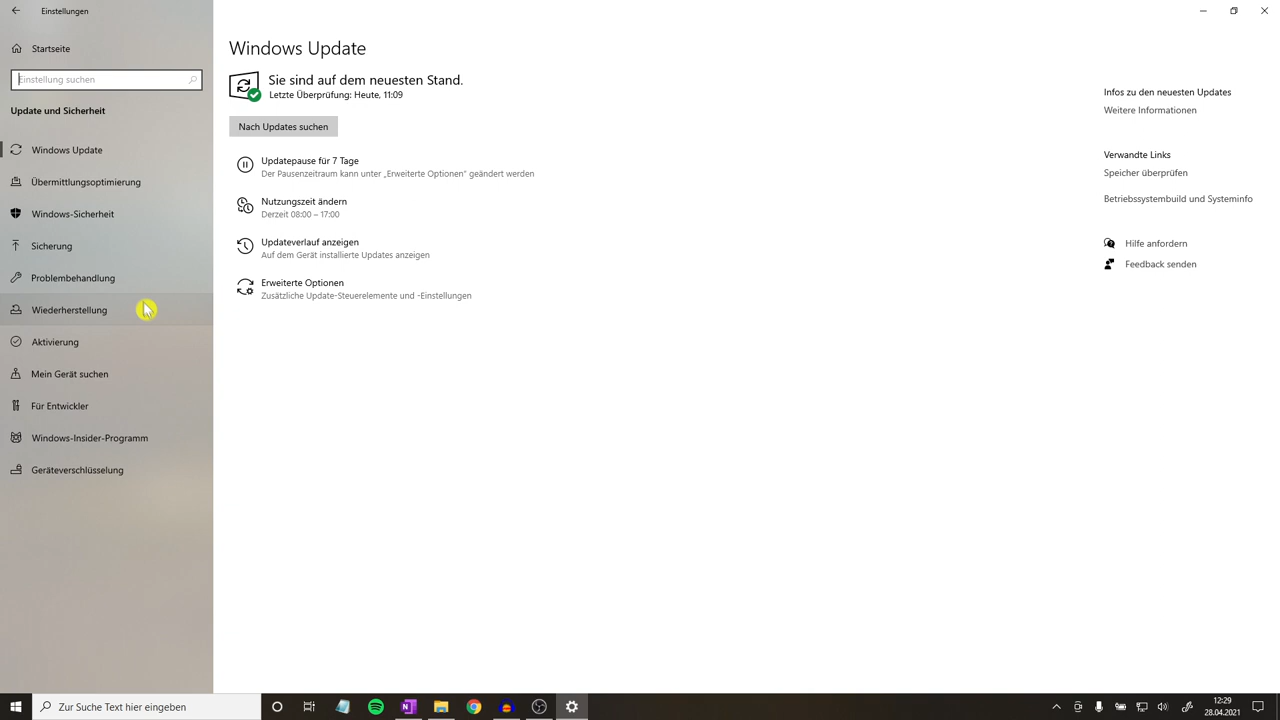 Einstellungen
Startseite
Einstellung suchen
Update und Sicherheit
Windows Update
Übermittlungsoptimierung
Windows-Sicherheit
Sicherung
Problembehandlung
Wiederherstellung
Aktivierung
Mein Gerät suchen
Für Entwickler
Windows-Insider-Programm
Geräteverschlüsselung
Windows Update
Sie sind auf dem neuesten Stand.
Letzte Überprüfung: Heute, 11:09
Nach Updates suchen
Updatepause für 7 Tage
Der Pausenzeitraum kann unter „Erweiterte Optionen" geändert werden
Nutzungszeit ändern
Derzeit 08:00 – 17:00
Updateverlauf anzeigen
Auf dem Gerät installierte Updates anzeigen
Erweiterte Optionen
Zusätzliche Update-Steuerelemente und -Einstellungen
Infos zu den neuesten Updates
Weitere Informationen
Verwandte Links
Speicher überprüfen
Betriebssystembuild und Systeminfo
Hilfe anfordern
Feedback senden
Zur Suche Text hier eingeben
12:29
28.04.2021